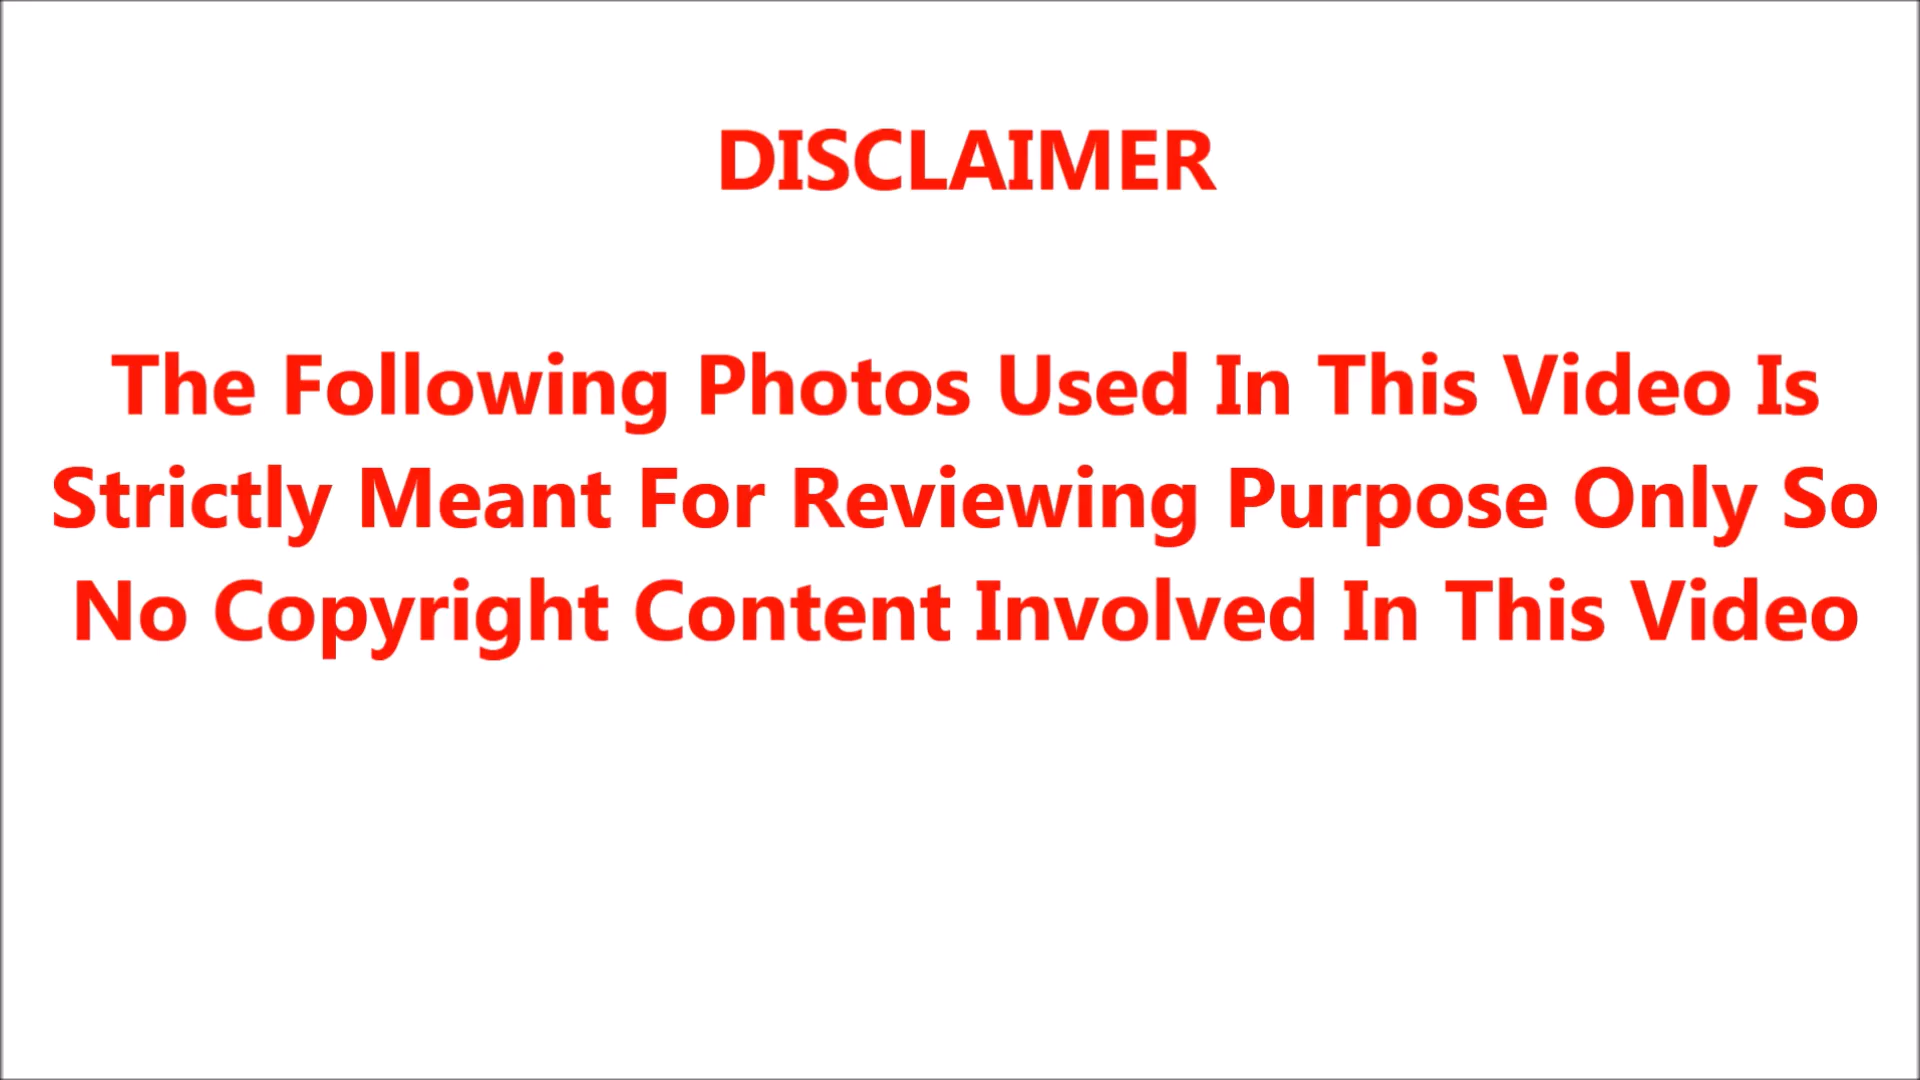 DISCLAIMER
The Following Photos Used In This Video Is
Strictly Meant For Reviewing Purpose Only So
No Copyright Content Involved In This Video